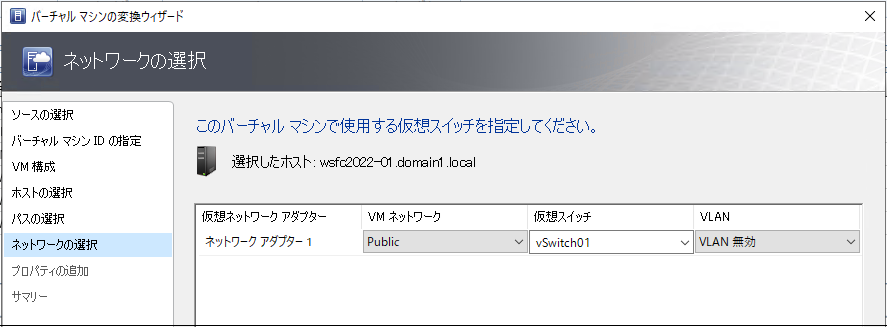 バーチャル マシンの変換ウィザード
ネットワークの選択
ソースの選択
バーチャル マシン ID の指定
VM 構成
ホストの選択
パスの選択
ネットワークの選択
プロパティの追加
サマリー
このバーチャル マシンで使用する仮想スイッチを指定してください。
選択したホスト: wsfc2022-01.domain1.local
仮想ネットワーク アダプター VM ネットワーク 仮想スイッチ VLAN
ネットワーク アダプター 1 Public vSwitch01 VLAN 無効